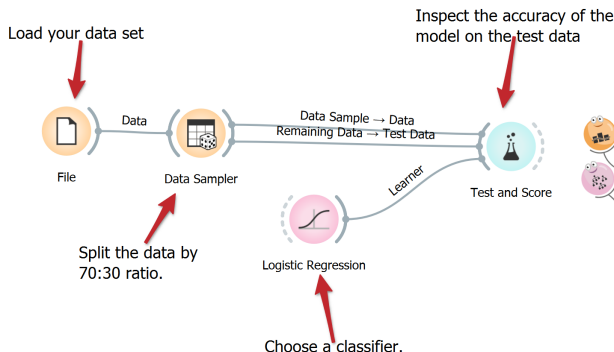 Inspect the accuracy of the
model on the test data
Load your data set
Data
Data Sample → Data
Remaining Data → Test Data
File
Data Sampler
Learner
Test and Score
Split the data by
70:30 ratio.
Logistic Regression
Choose a classifier.